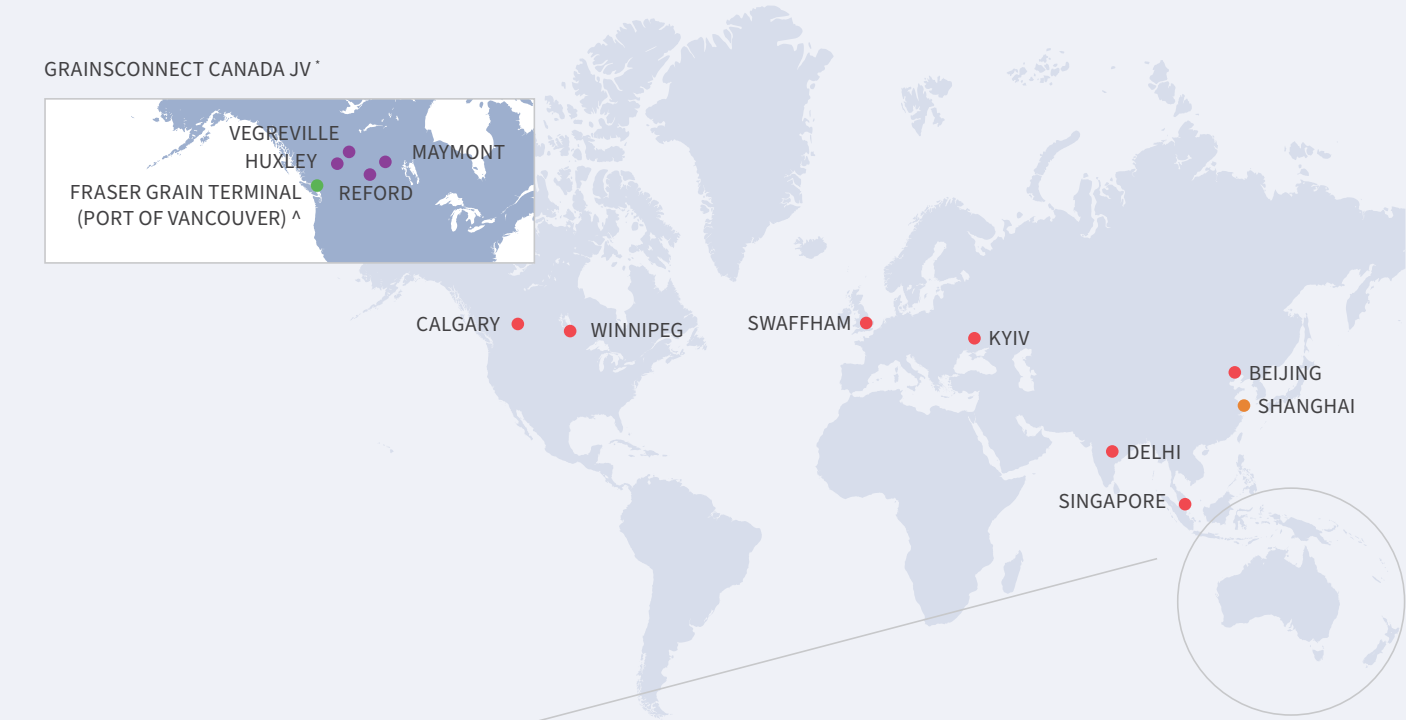 GRAINSCONNECT CANADA JV *
VEGREVILLE
HUXLEY
MAYMONT
FRASER GRAIN TERMINAL
(PORT OF VANCOUVER) ^
REFORD
CALGARY
WINNIPEG
SWAFFHAM
KYIV
BEIJING
SHANGHAI
DELHI
SINGAPORE